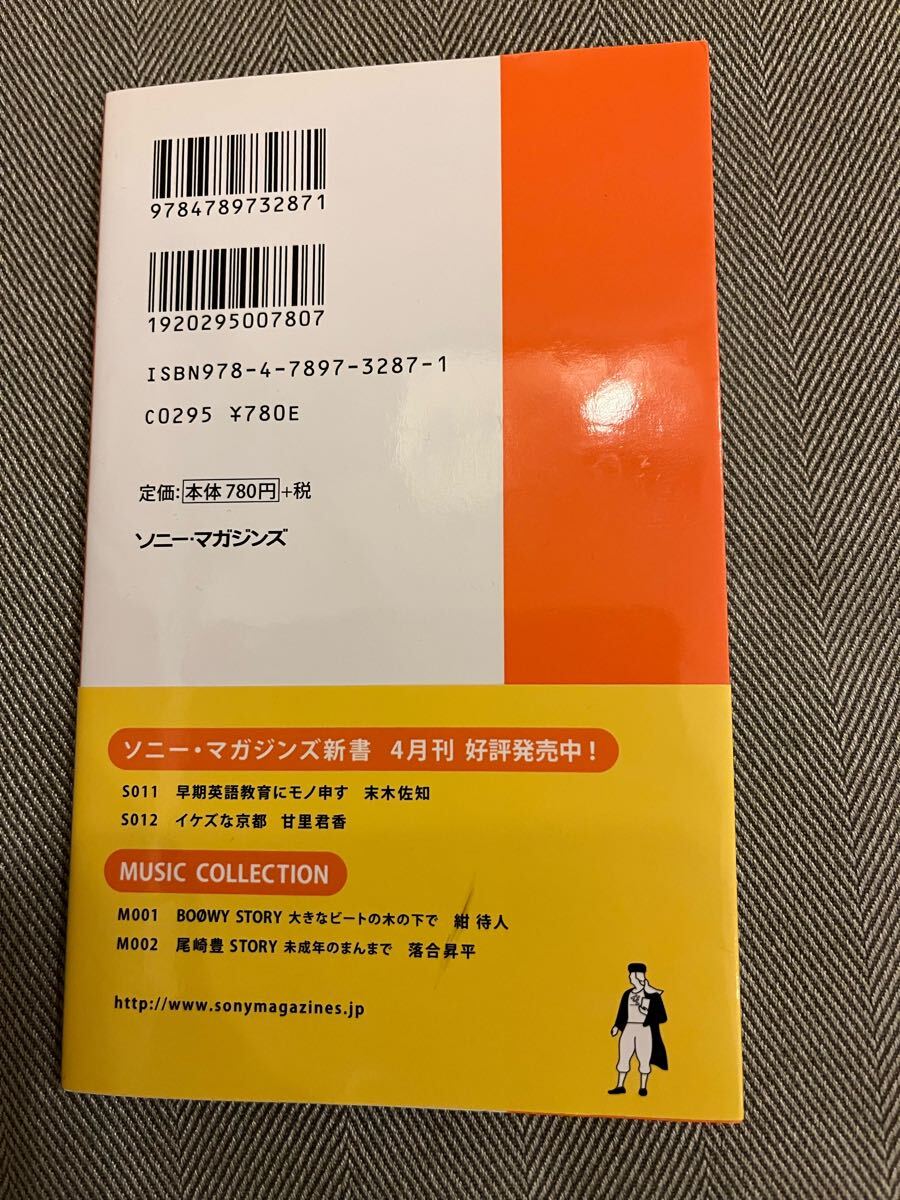 9784789732871
1920295007807
ISBN978-4-7897-3287-1
C0295 ¥780E
定価:本体780円+税
ソニー・マガジンズ
ソニー・マガジンズ新書 4月刊 好評発売中!
S011 早期英語教育にモノ申す 末木佐知
S012 イケズな京都 甘里君香
MUSIC COLLECTION
M001 BOØWY STORY 大きなビートの木の下で 紺 待人
M002 尾崎豊 STORY 未成年のまんまで 落合昇平
http://www.sonymagazines.jp